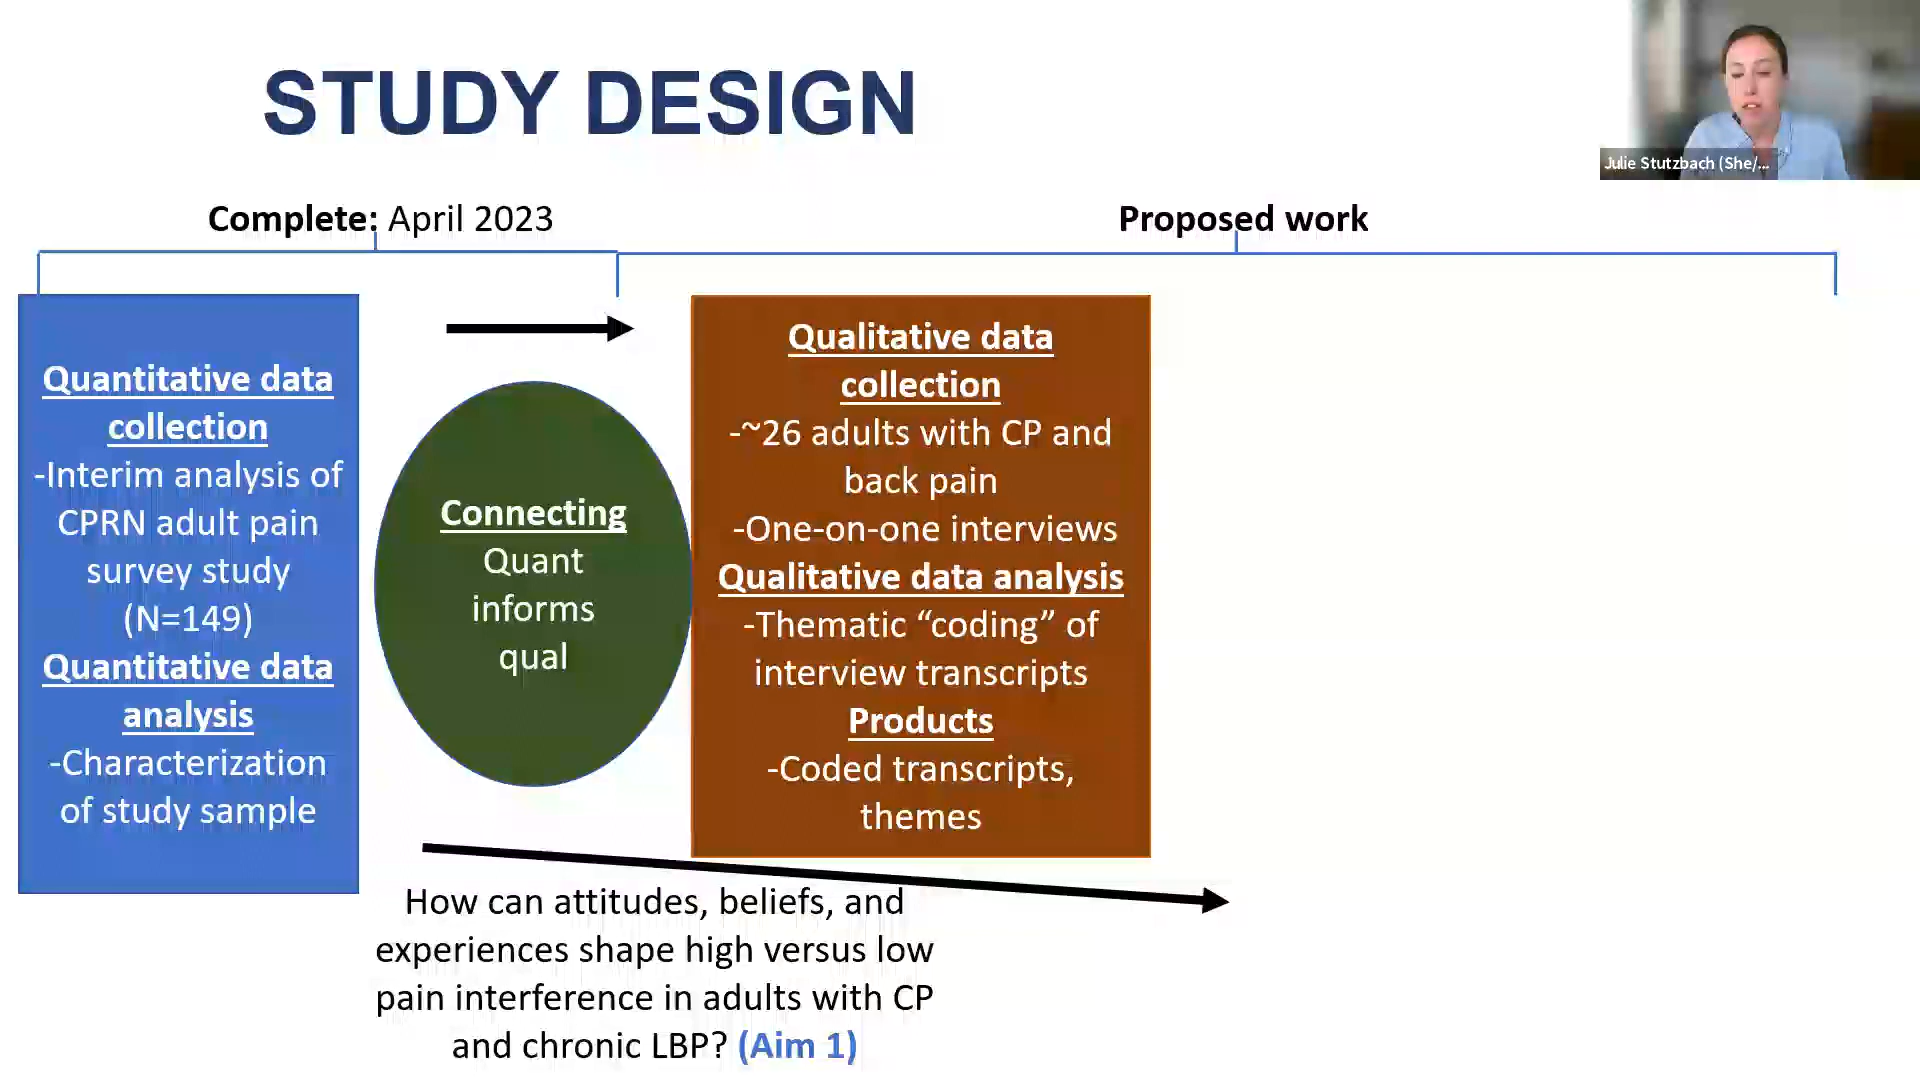 STUDY DESIGN
Julie Stutzbach (She/...
Complete: April 2023
Proposed work
Quantitative data
collection
-Interim analysis of
CPRN adult pain
survey study
(N=149)
Quantitative data
analysis
-Characterization
of study sample
Connecting
Quant
informs
qual
Qualitative data
collection
-~26 adults with CP and
back pain
-One-on-one interviews
Qualitative data analysis
-Thematic “coding” of
interview transcripts
Products
-Coded transcripts,
themes
How can attitudes, beliefs, and
experiences shape high versus low
pain interference in adults with CP
and chronic LBP? (Aim 1)